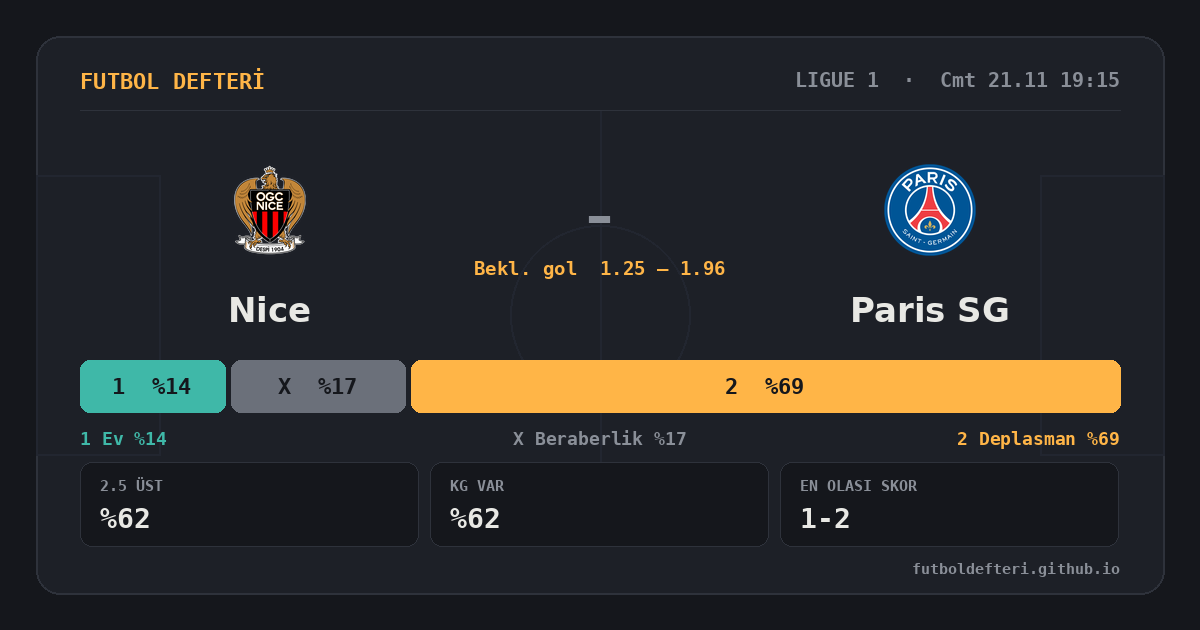 FUTBOL DEFTERİ
LIGUE 1 · Cmt 21.11 19:15
OGC
NICE
DEPUIS 1904
PARIS
SAINT-GERMAIN
–
Bekl. gol 1.25 – 1.96
Nice
Paris SG
1 %14
X %17
2 %69
1 Ev %14
X Beraberlik %17
2 Deplasman %69
2.5 ÜST
KG VAR
EN OLASI SKOR
%62
%62
1-2
futboldefteri.github.io